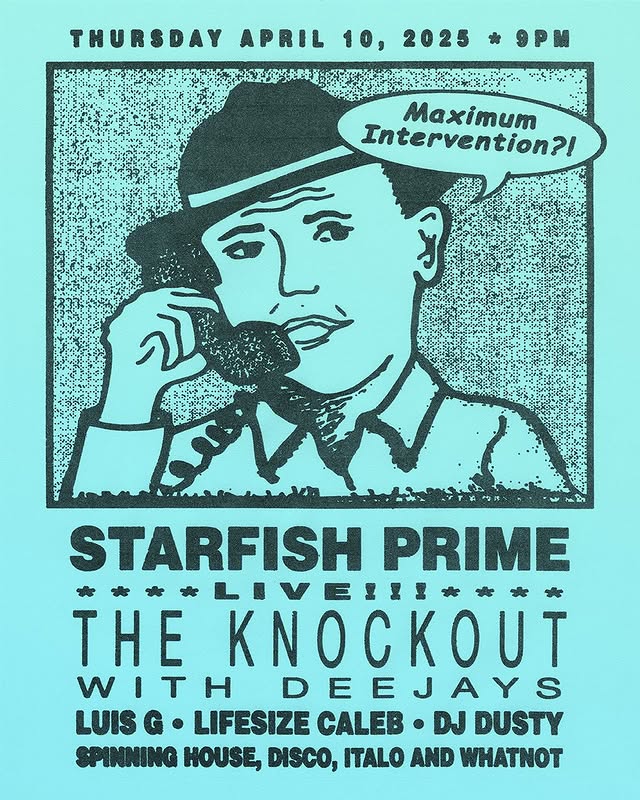 THURSDAY APRIL 10, 2025 * 9PM
Maximum
Intervention?!
STARFISH PRIME
****LIVE!!!****
THE KNOCKOUT
WITH DEEJAYS
LUIS G • LIFESIZE CALEB • DJ DUSTY
SPINNING HOUSE, DISCO, ITALO AND WHATNOT